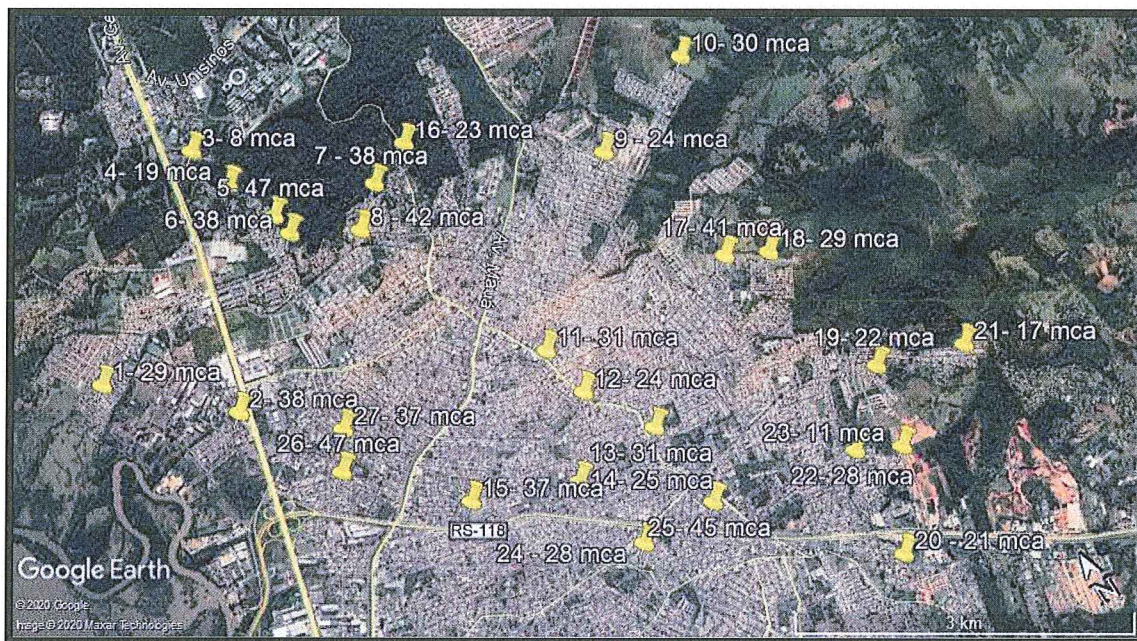 10- 30 mca
Av Unisinos
3- 8 mca
16- 23 mca
9 - 24 mca
4- 19 mca
7 - 38 mca
5- 47 mca
6- 38 mca
8 - 42 mca
17- 41 mca
18- 29 mca
Av. Mato
11- 31 mca
21- 17 mca
19- 22 mca
1- 29 mca
12- 24 mca
2- 38 mca
27- 37 mca
23- 11 mca
26- 47 mca
13- 31 mca
22- 28 mca
14- 25 mca
15- 37 mca
25- 45 mca
RS-118
24 - 28 mca
20 - 21 mca
Google Earth
N
© 2020 Google
Image © 2020 Maxar Technologies
3 km